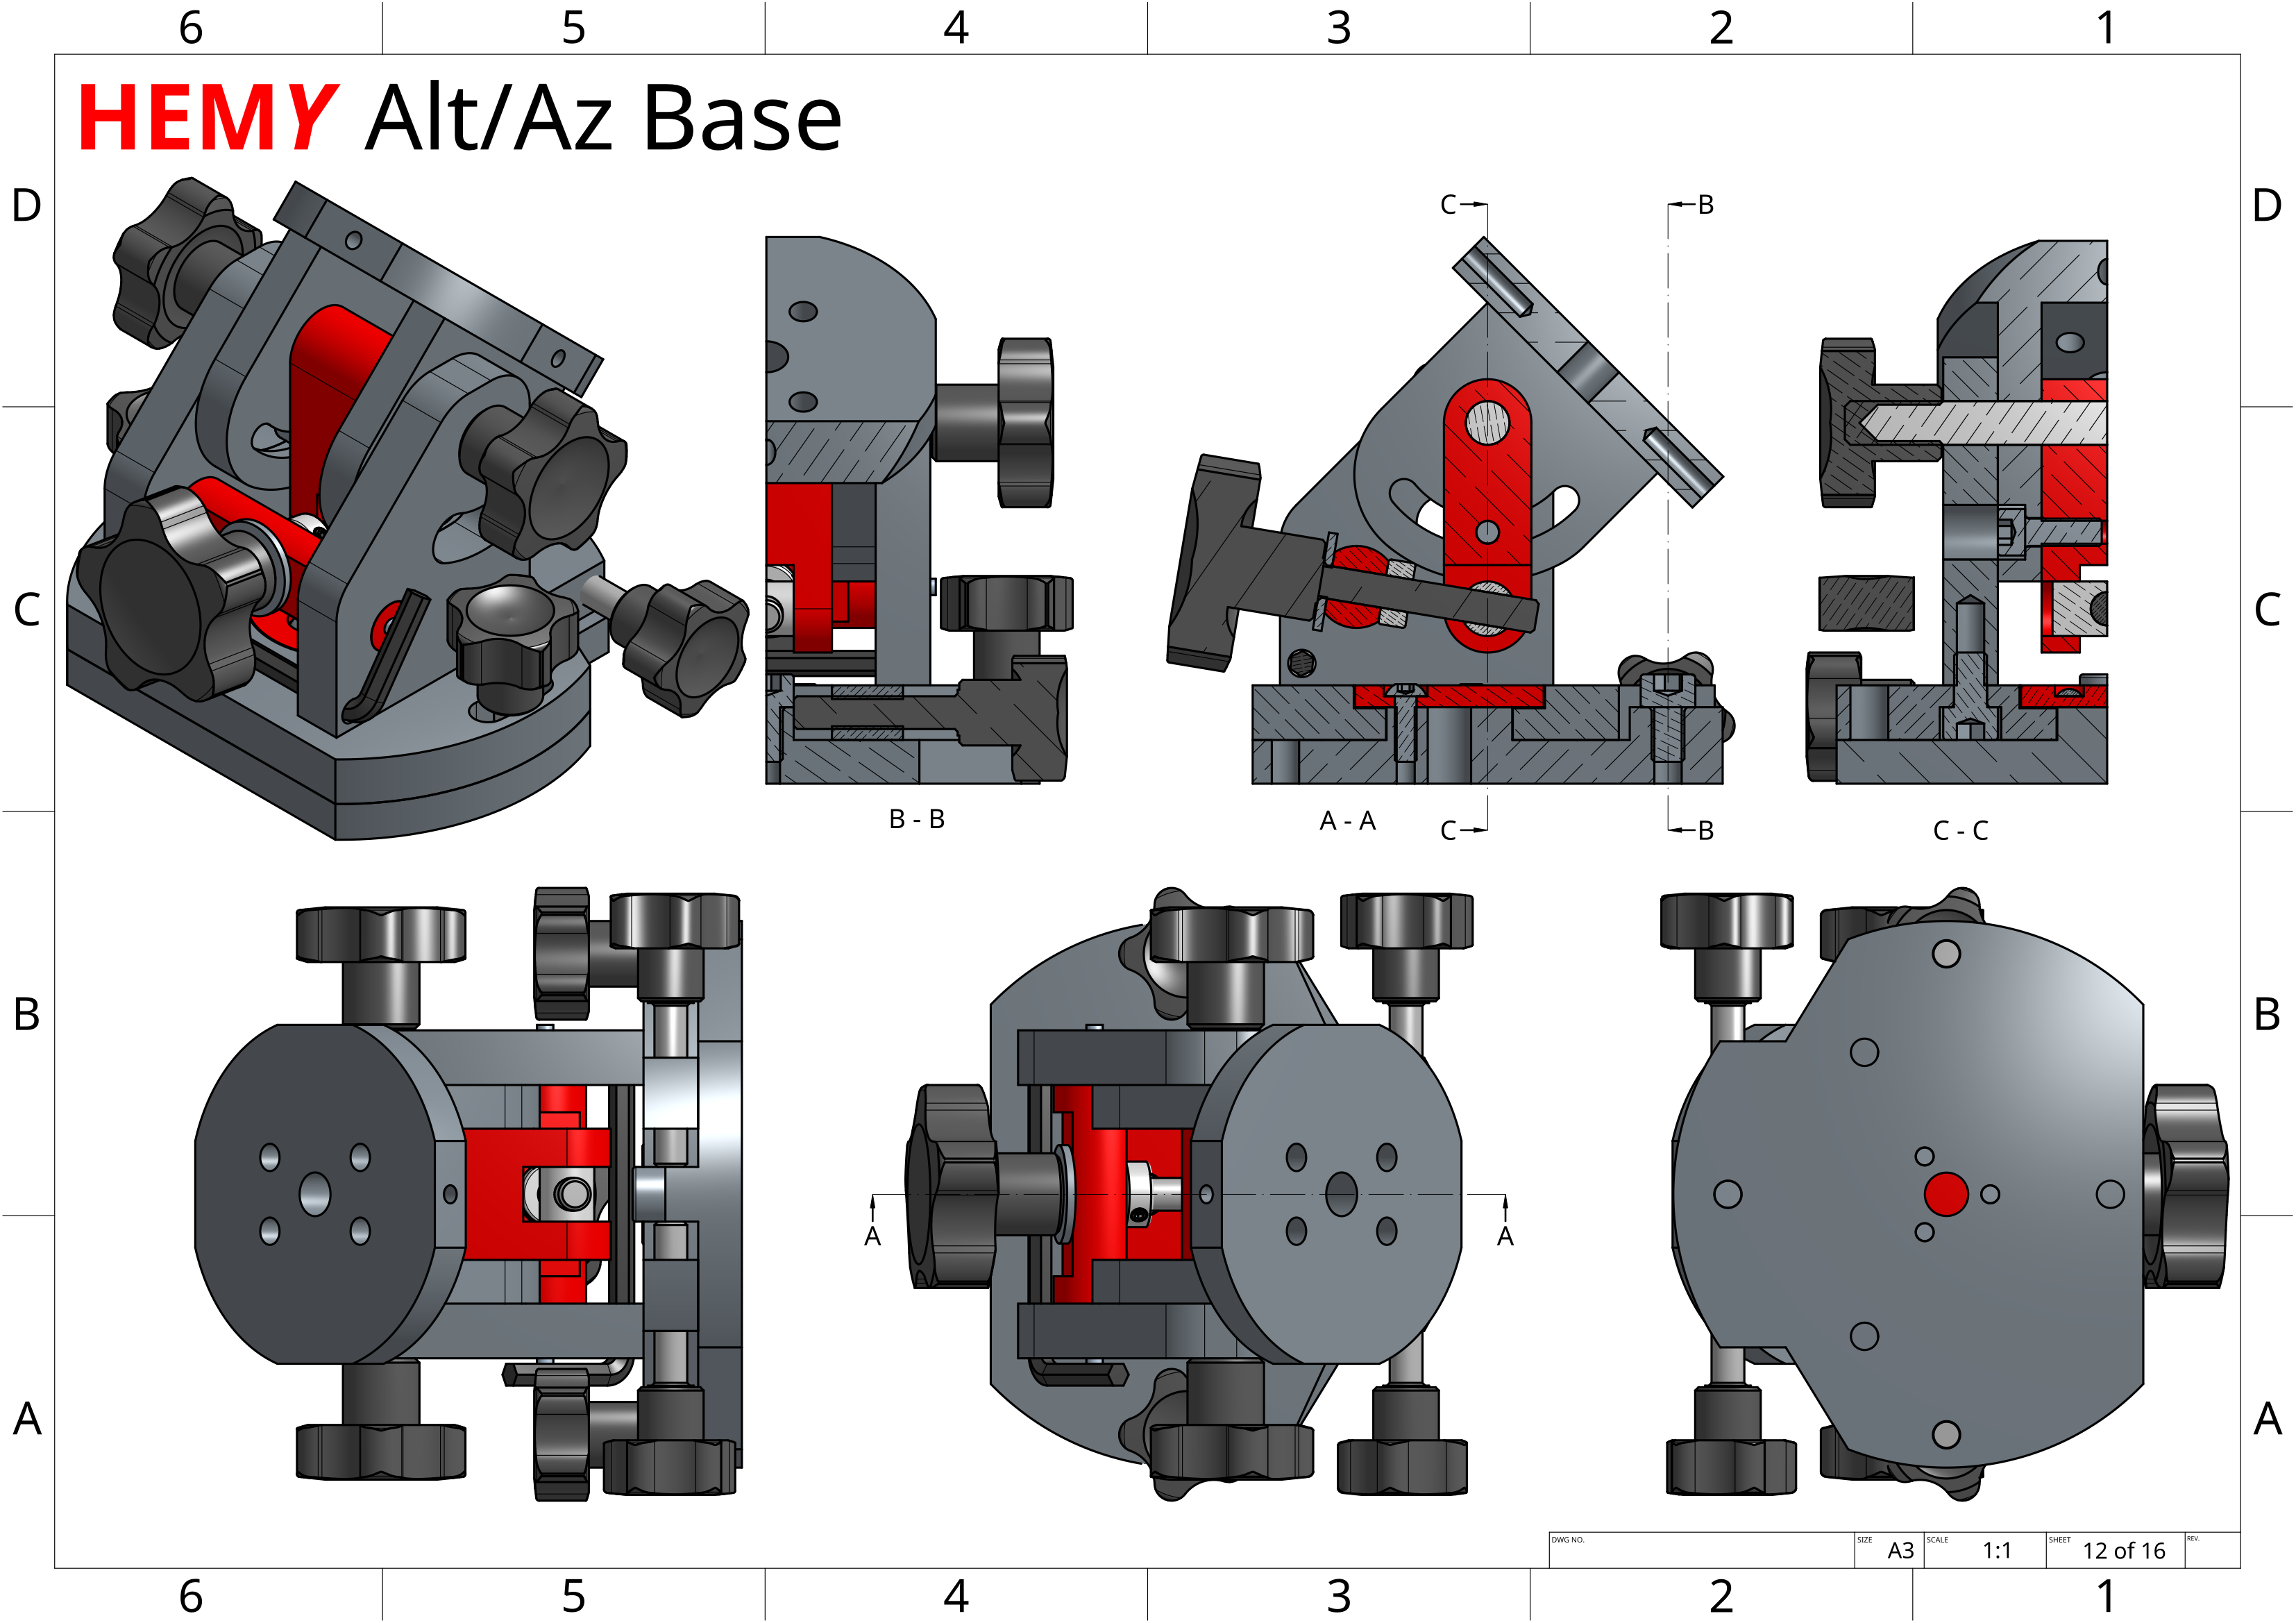 6 5 4 3 2 1
HEMY Alt/Az Base
D D
C B
C C
B - B
A - A
C B
C - C
B B
A A
A A
DWG NO.
SIZE A3
SCALE 1:1
SHEET 12 of 16
REV.
6 5 4 3 2 1